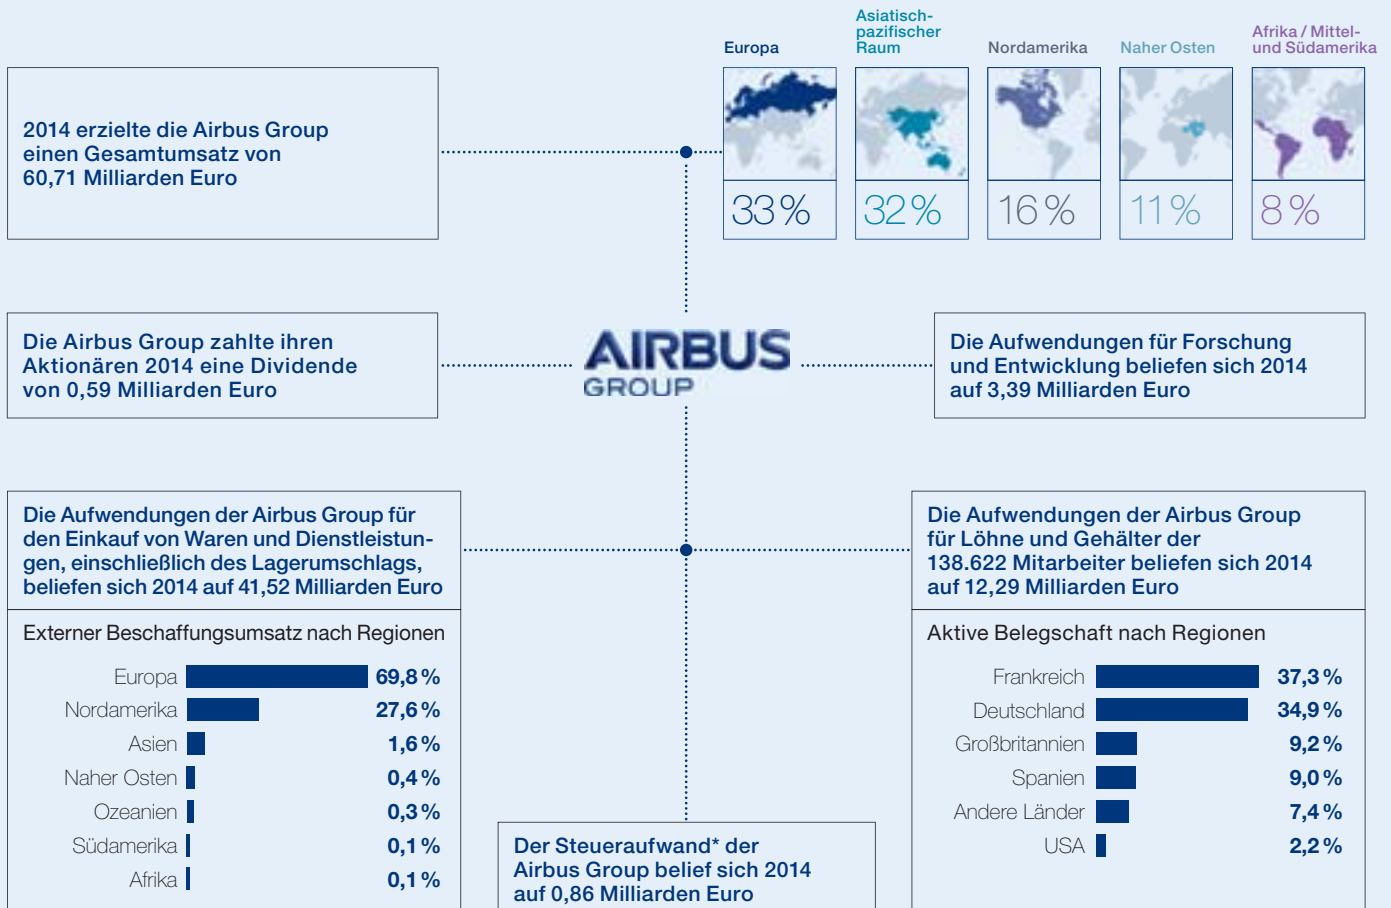 2014 erzielte die Airbus Group
einen Gesamtumsatz von
60,71 Milliarden Euro
Europa
33 %
Asiatisch-
pazifischer
Raum
32 %
Nordamerika
16 %
Naher Osten
11 %
Afrika / Mittel-
und Südamerika
8 %
Die Airbus Group zahlte ihren
Aktionären 2014 eine Dividende
von 0,59 Milliarden Euro
AIRBUS
GROUP
Die Aufwendungen für Forschung
und Entwicklung beliefen sich 2014
auf 3,39 Milliarden Euro
Die Aufwendungen der Airbus Group für
den Einkauf von Waren und Dienstleistun-
gen, einschließlich des Lagerumschlags,
beliefen sich 2014 auf 41,52 Milliarden Euro
Externer Beschaffungsumsatz nach Regionen
Europa 69,8 %
Nordamerika 27,6 %
Asien 1,6 %
Naher Osten 0,4 %
Ozeanien 0,3 %
Südamerika 0,1 %
Afrika 0,1 %
Der Steueraufwand* der
Airbus Group belief sich 2014
auf 0,86 Milliarden Euro
Die Aufwendungen der Airbus Group
für Löhne und Gehälter der
138.622 Mitarbeiter beliefen sich 2014
auf 12,29 Milliarden Euro
Aktive Belegschaft nach Regionen
Frankreich 37,3 %
Deutschland 34,9 %
Großbritannien 9,2 %
Spanien 9,0 %
Andere Länder 7,4 %
USA 2,2 %